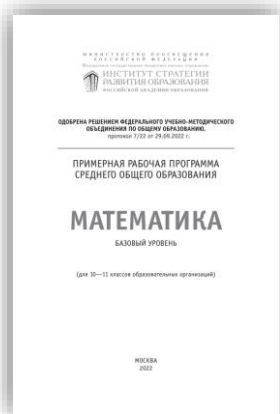 МИНИСТЕРСТВО ПРОСВЕЩЕНИЯ
РОССИЙСКОЙ ФЕДЕРАЦИИ
ИНСТИТУТ СТРАТЕГИИ
РАЗВИТИЯ ОБРАЗОВАНИЯ
РОССИЙСКОЙ АКАДЕМИИ ОБРАЗОВАНИЯ
ОДОБРЕНА РЕШЕНИЕМ ФЕДЕРАЛЬНОГО УЧЕБНО-МЕТОДИЧЕСКОГО
ОБЪЕДИНЕНИЯ ПО ОБЩЕМУ ОБРАЗОВАНИЮ,
протокол 7/22 от 29.09.2022 г.
ПРИМЕРНАЯ РАБОЧАЯ ПРОГРАММА
СРЕДНЕГО ОБЩЕГО ОБРАЗОВАНИЯ
МАТЕМАТИКА
БАЗОВЫЙ УРОВЕНЬ
(для 10—11 классов образовательных организаций)
МОСКВА
2022